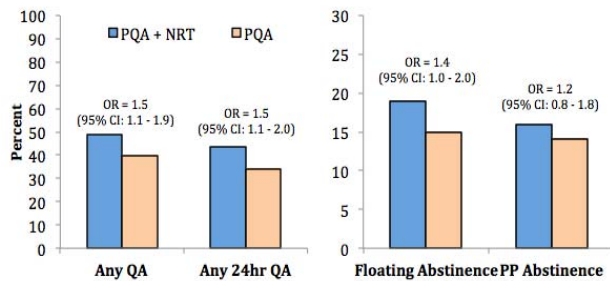 100
90
80
70
60
50
40
30
20
10
0
Percent
PQA + NRT
PQA
OR = 1.5
(95% CI: 1.1 - 1.9)
OR = 1.5
(95% CI: 1.1 - 2.0)
Any QA
Any 24hr QA
30
25
20
15
10
5
0
OR = 1.4
(95% CI: 1.0 - 2.0)
OR = 1.2
(95% CI: 0.8 - 1.8)
Floating Abstinence
PP Abstinence